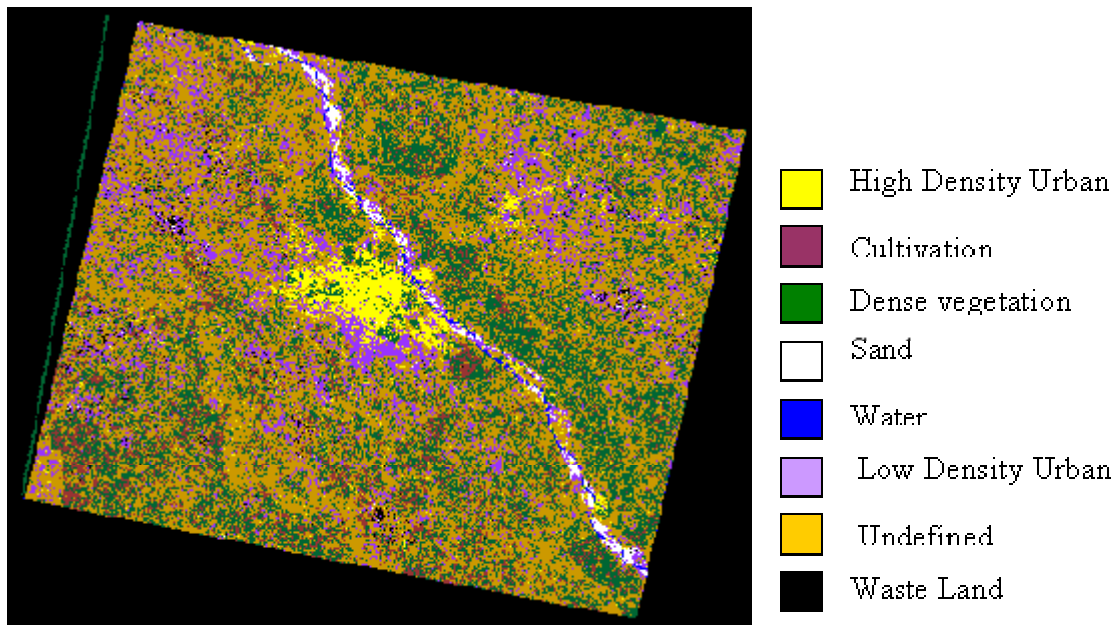 High Density Urban
Cultivation
Dense vegetation
Sand
Water
Low Density Urban
Undefined
Waste Land